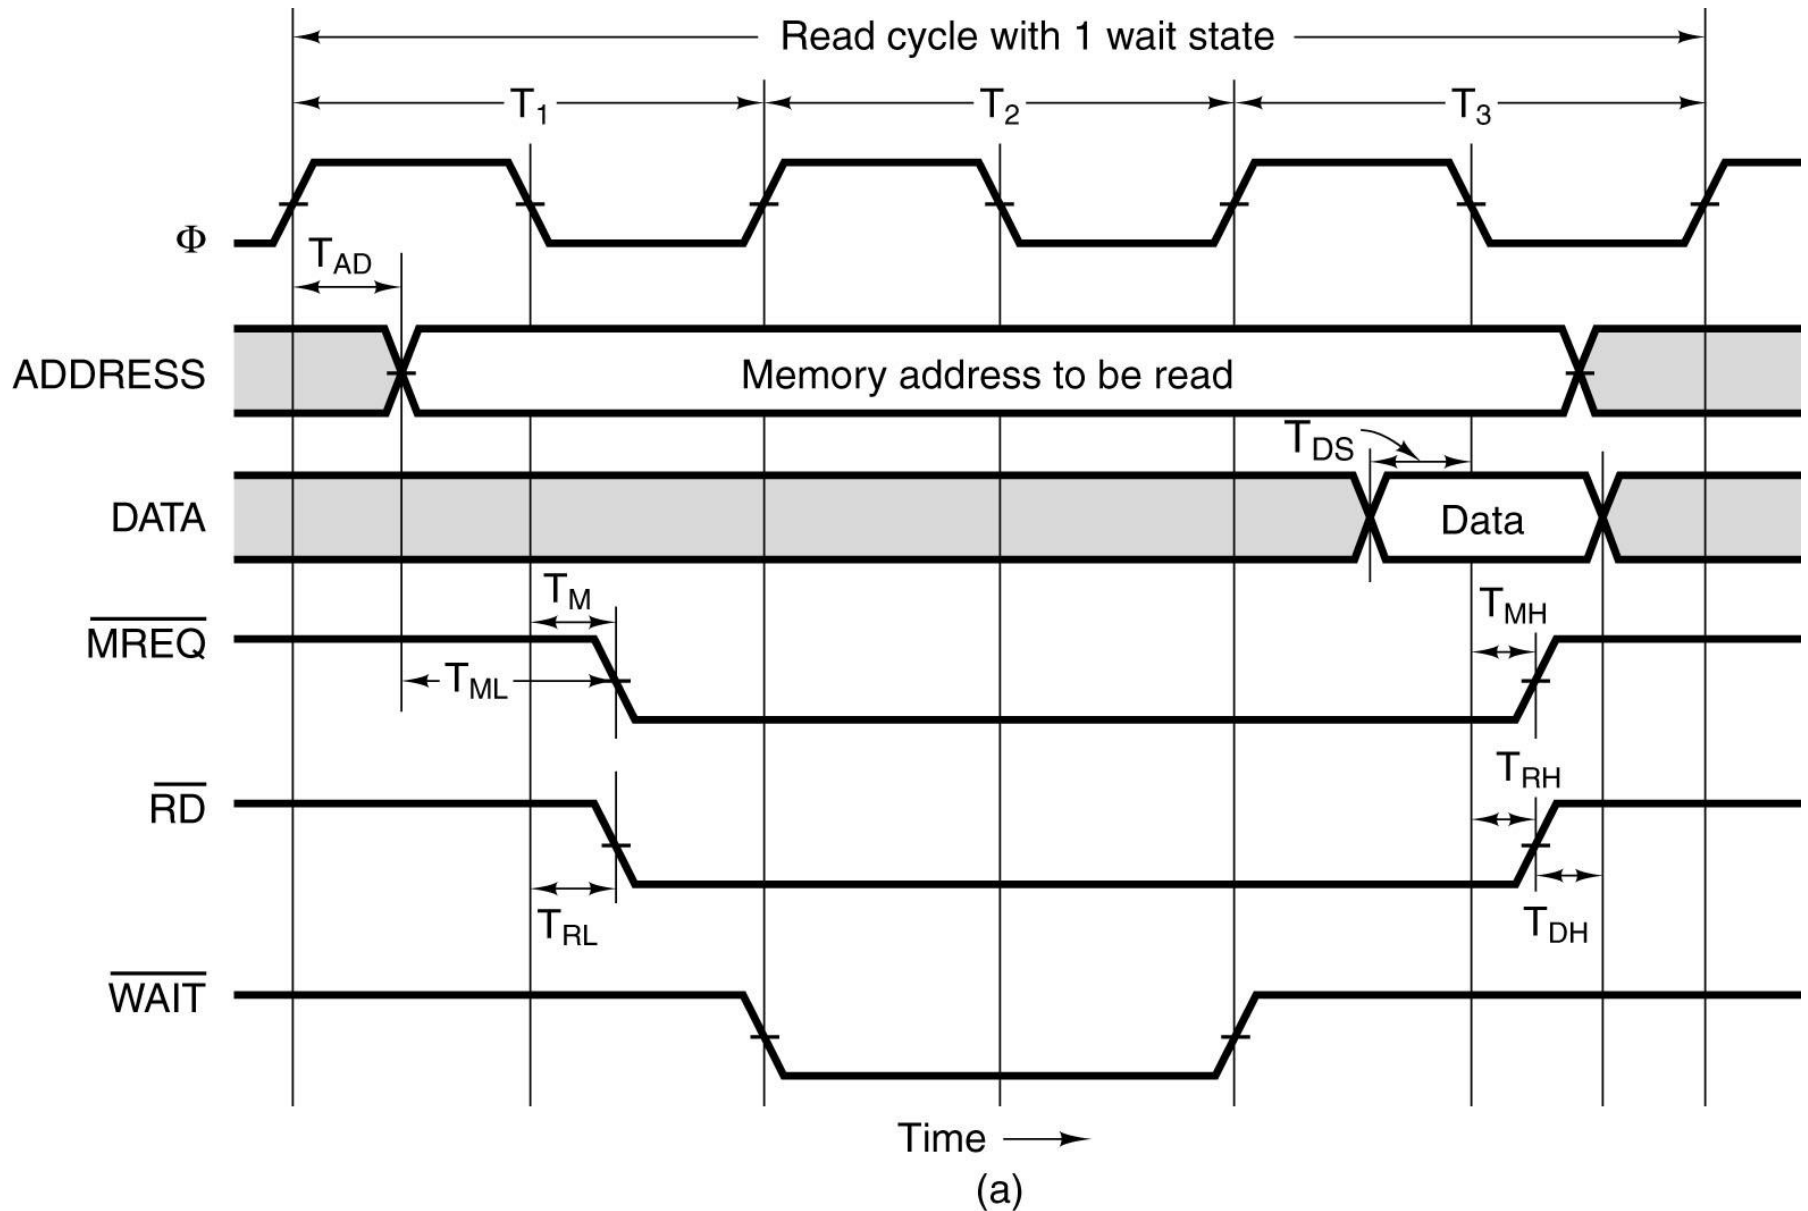 Read cycle with 1 wait state
T1 T2 T3
Φ
TAD
ADDRESS
Memory address to be read
TDS
DATA
Data
TM
TMH
MREQ
TML
TRH
RD
TRL
TDH
WAIT
Time
(a)